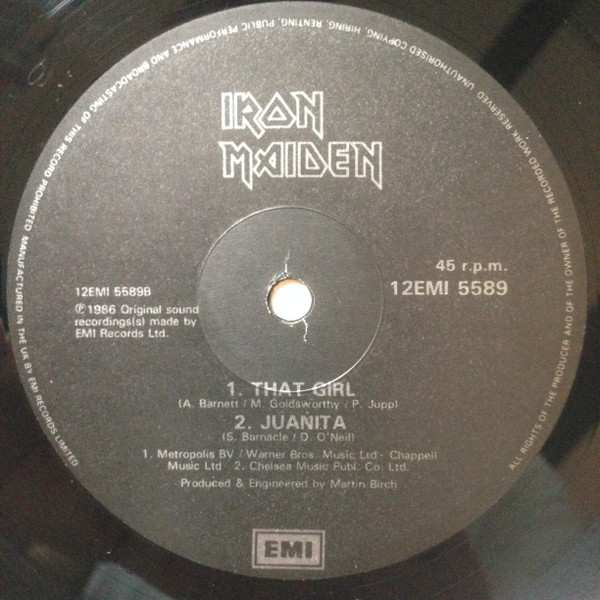 IRON
MAIDEN
45 r.p.m.
12EMI 5589
12EMI 5589B
℗1986 Original sound
recordings(s) made by
EMI Records Ltd.
1. THAT GIRL
(A. Barnett / M. Goldsworthy / P. Jupp)
2. JUANITA
(S. Barnacle / D. O'Neil)
1. Metropolis BV / Warner Bros. Music Ltd - Chappell
Music Ltd 2. Chelsea Music Publ. Co. Ltd.
Produced & Engineered by Martin Birch
EMI
ALL RIGHTS OF THE PRODUCER AND OF THE OWNER OF THE RECORDED WORK RESERVED UNAUTHORISED COPYING, HIRING, RENTING, PUBLIC PERFORMANCE AND BROADCASTING OF THIS RECORD PROHIBITED MANUFACTURED IN THE UK BY EMI RECORDS LIMITED